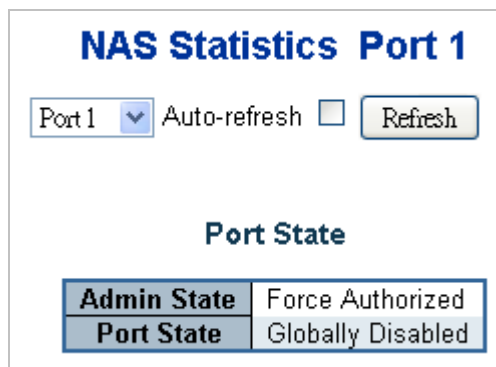 NAS Statistics Port 1
Port 1 Auto-refresh Refresh
Port State
Admin State Force Authorized
Port State Globally Disabled